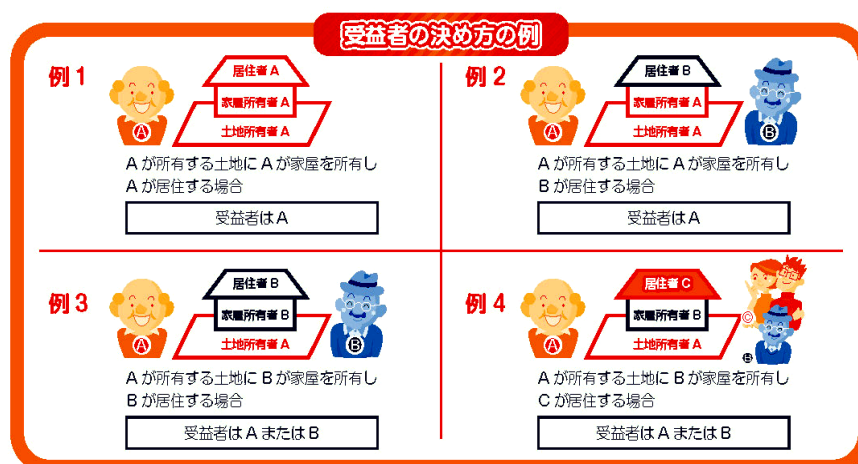 受益者の決め方の例
例1
居住者A
家屋所有者A
土地所有者A
A
Aが所有する土地にAが家屋を所有し
Aが居住する場合
受益者はA
例2
居住者B
家屋所有者A
土地所有者A
A
B
Aが所有する土地にAが家屋を所有し
Bが居住する場合
受益者はA
例3
居住者B
家屋所有者B
土地所有者A
A
B
Aが所有する土地にBが家屋を所有し
Bが居住する場合
受益者はAまたはB
例4
居住者C
家屋所有者B
土地所有者A
A
C
B
Aが所有する土地にBが家屋を所有し
Cが居住する場合
受益者はAまたはB